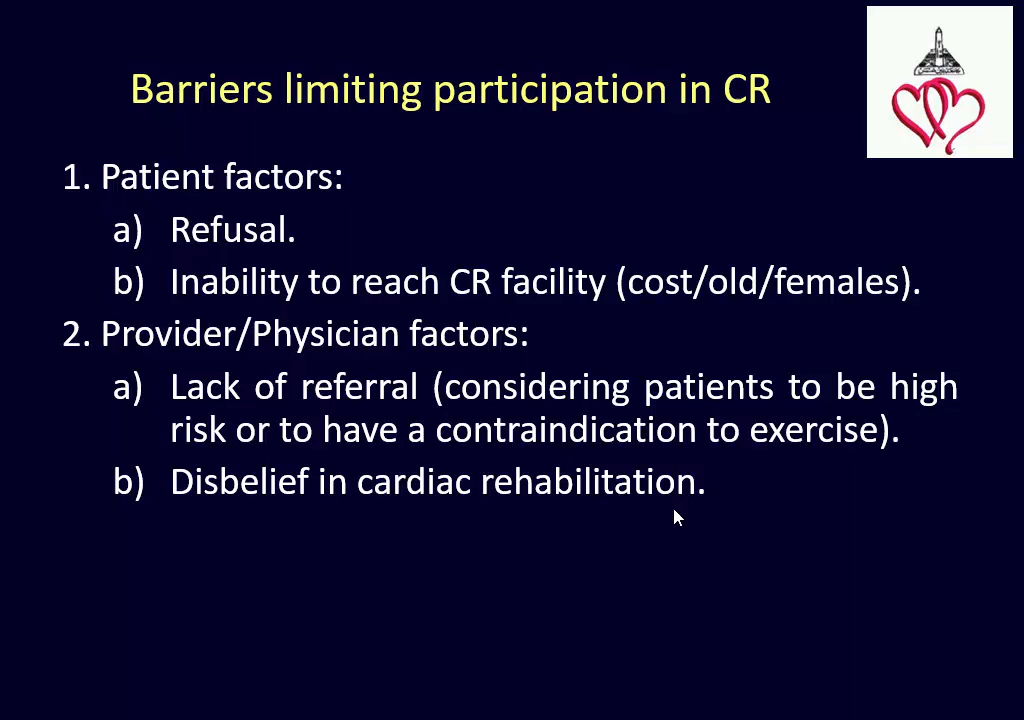 Barriers limiting participation in CR
1. Patient factors:
a) Refusal.
b) Inability to reach CR facility (cost/old/females).
2. Provider/Physician factors:
a) Lack of referral (considering patients to be high
risk or to have a contraindication to exercise).
b) Disbelief in cardiac rehabilitation.